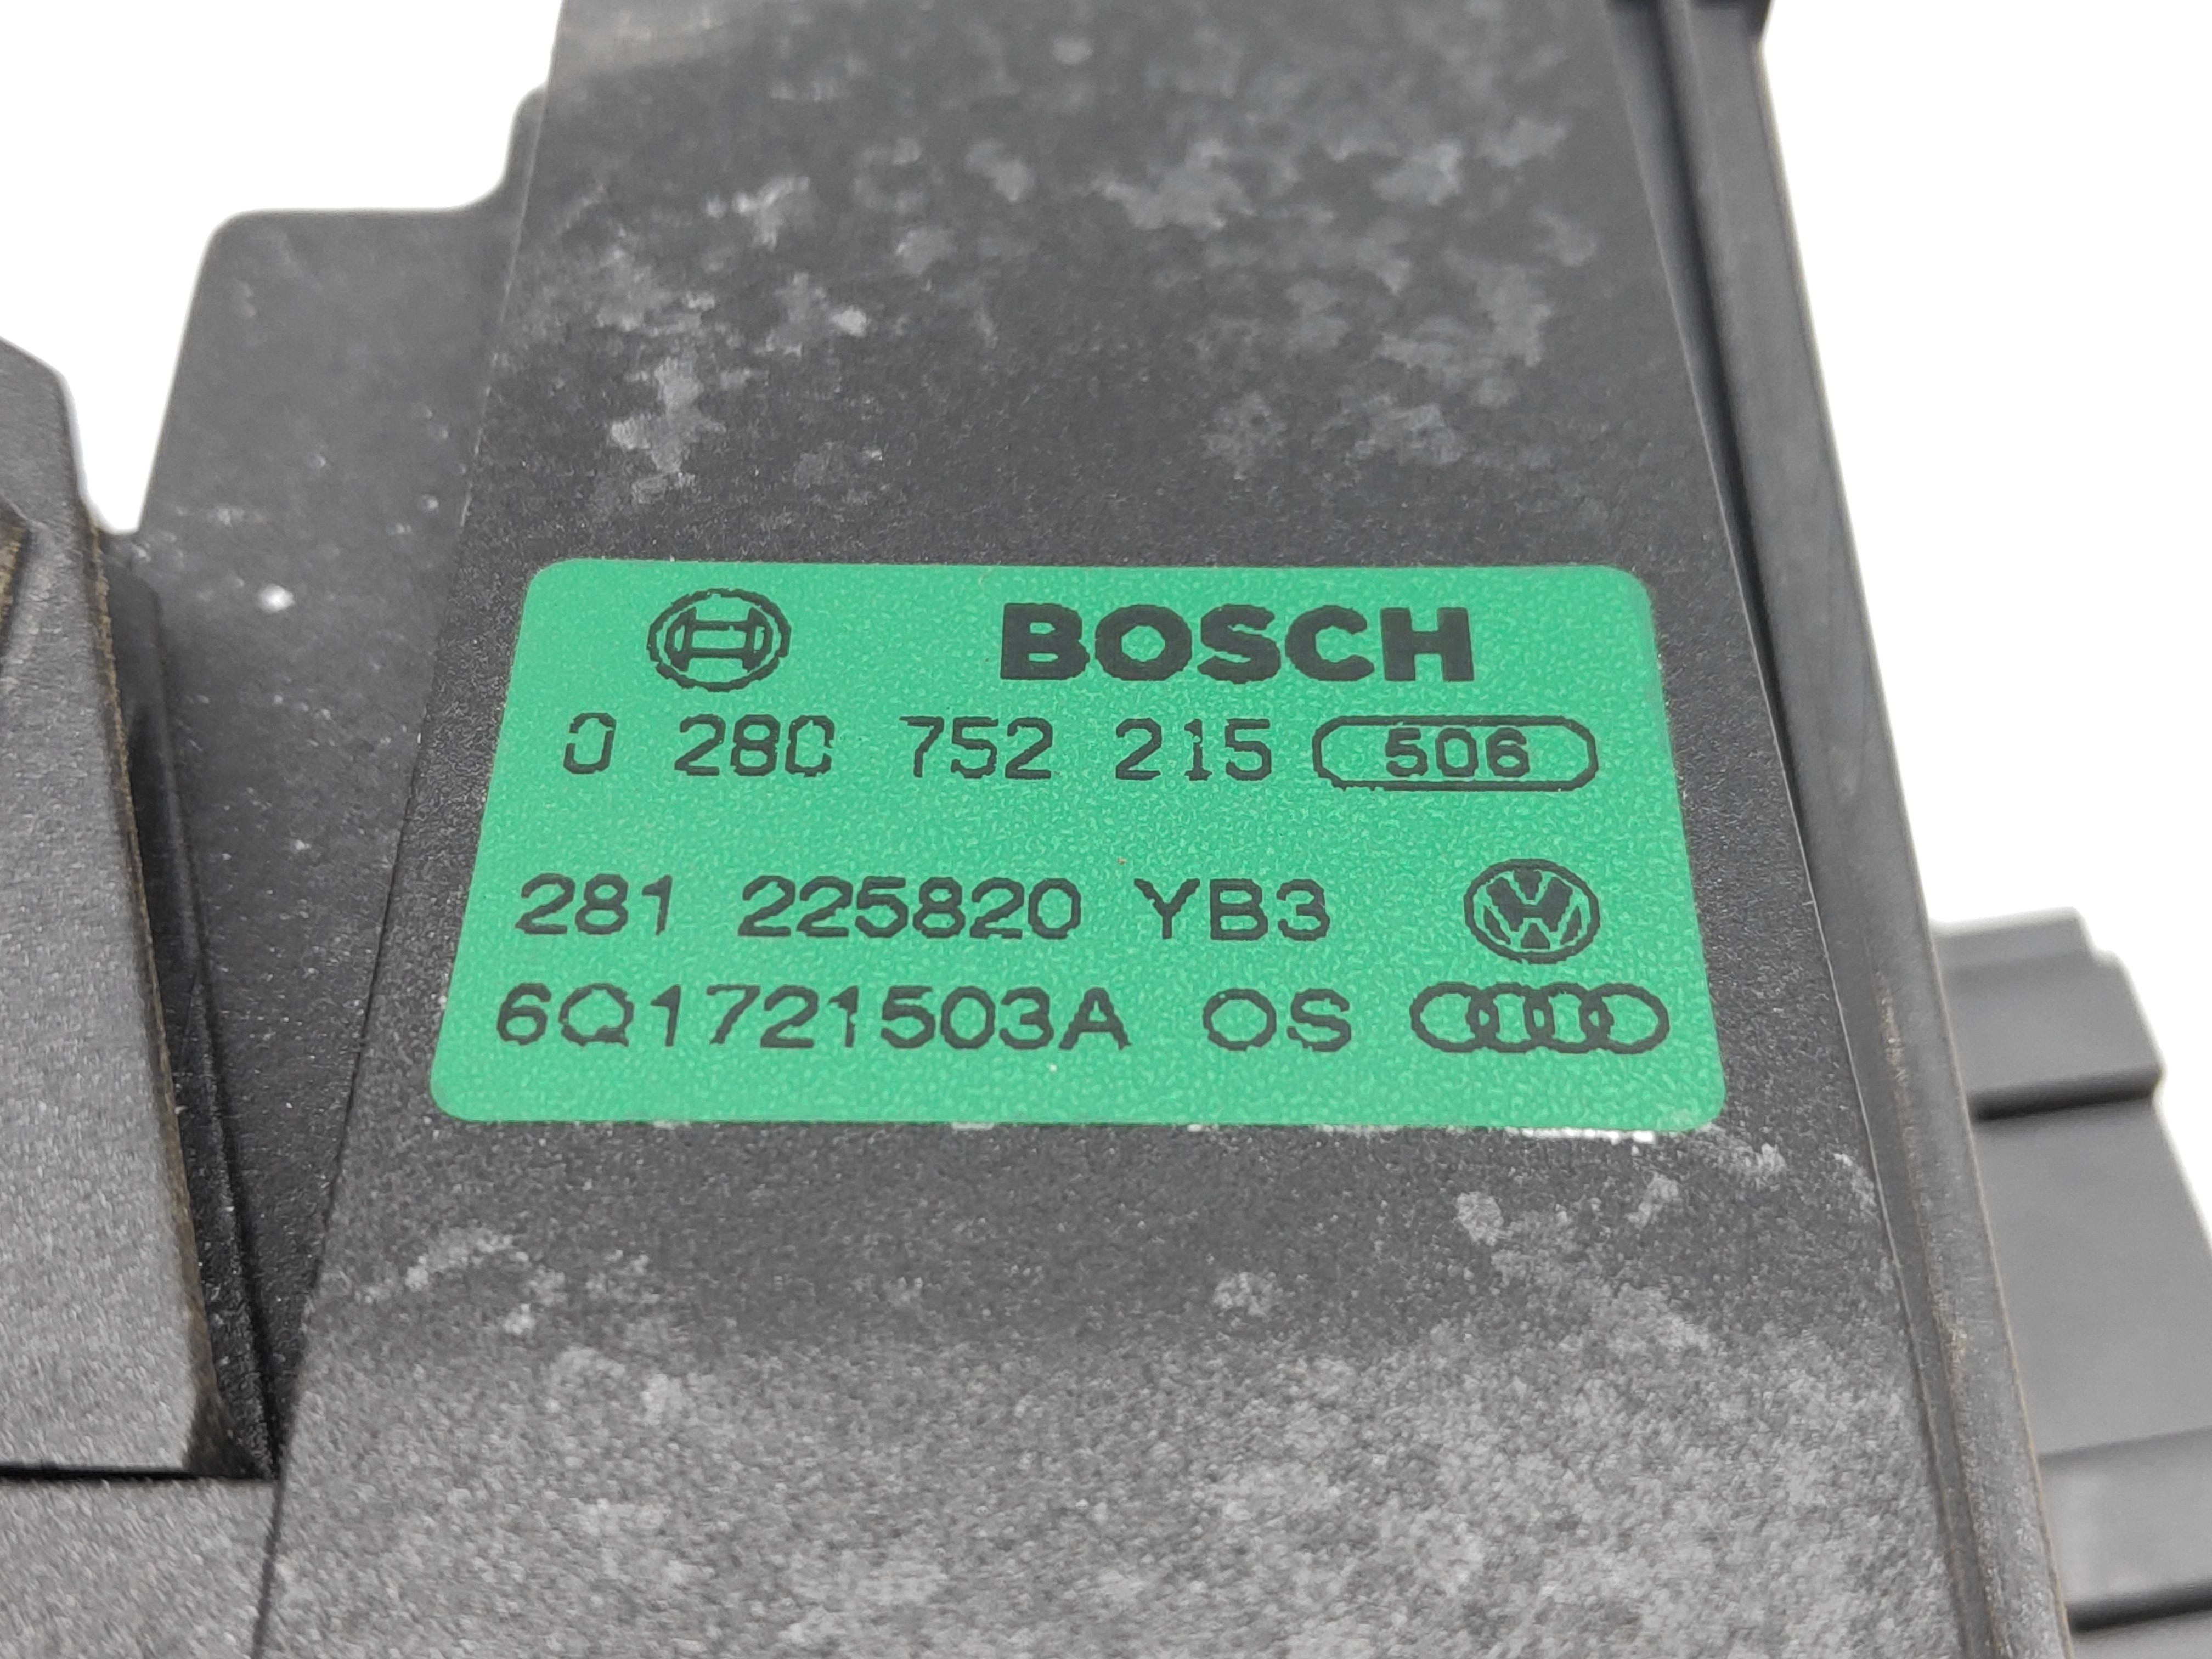 BOSCH
0 280 752 215 506
281 225820 YB3
6Q1721503A OS